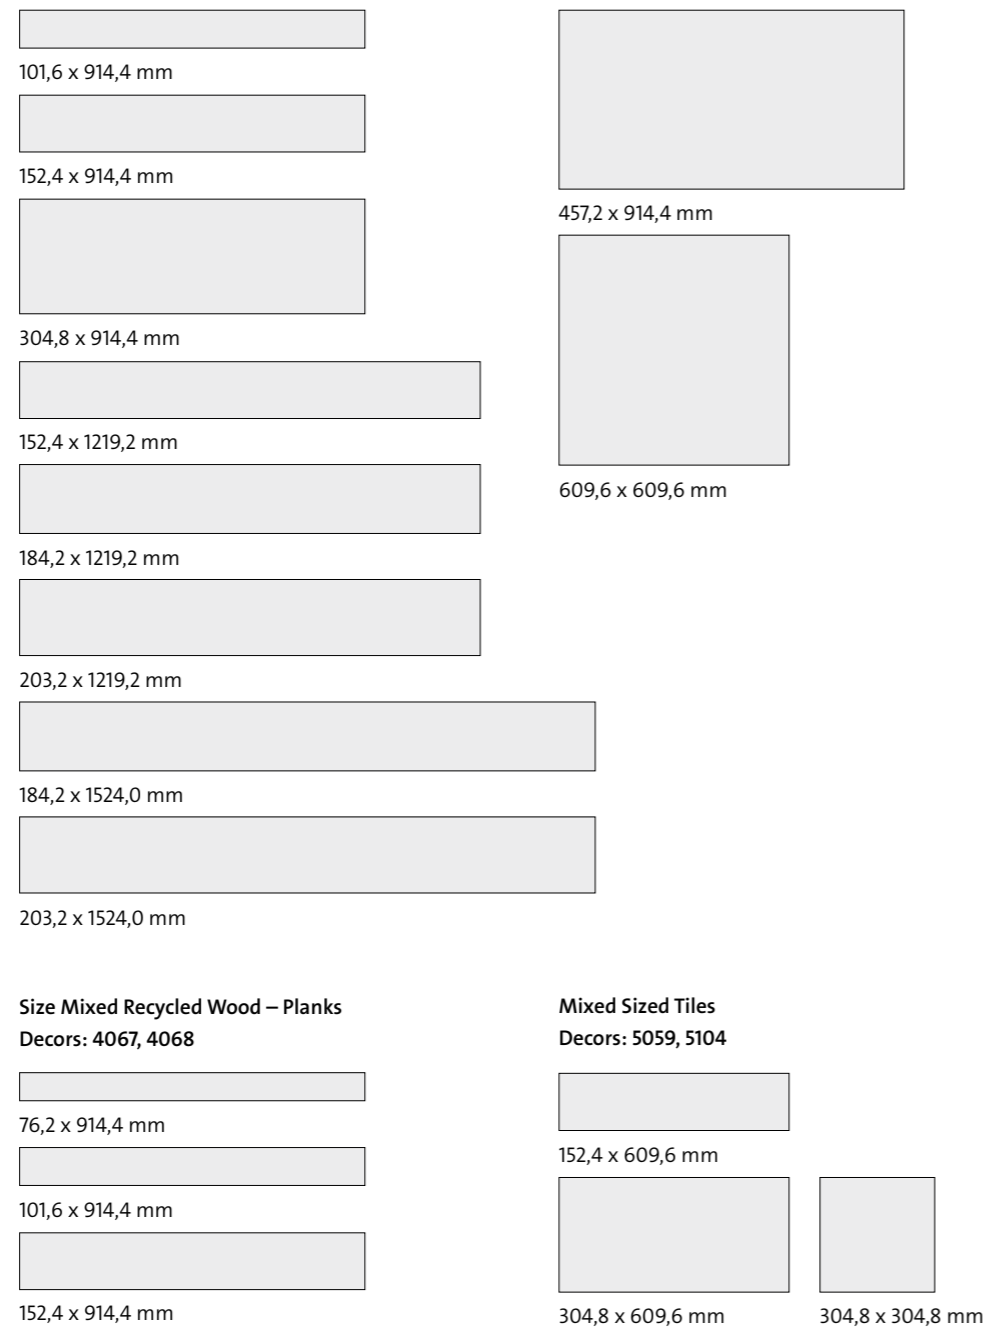 101,6 x 914,4 mm
152,4 x 914,4 mm
304,8 x 914,4 mm
152,4 x 1219,2 mm
184,2 x 1219,2 mm
203,2 x 1219,2 mm
184,2 x 1524,0 mm
203,2 x 1524,0 mm
457,2 x 914,4 mm
609,6 x 609,6 mm
Size Mixed Recycled Wood – Planks
Decors: 4067, 4068
76,2 x 914,4 mm
101,6 x 914,4 mm
152,4 x 914,4 mm
Mixed Sized Tiles
Decors: 5059, 5104
152,4 x 609,6 mm
304,8 x 609,6 mm
304,8 x 304,8 mm